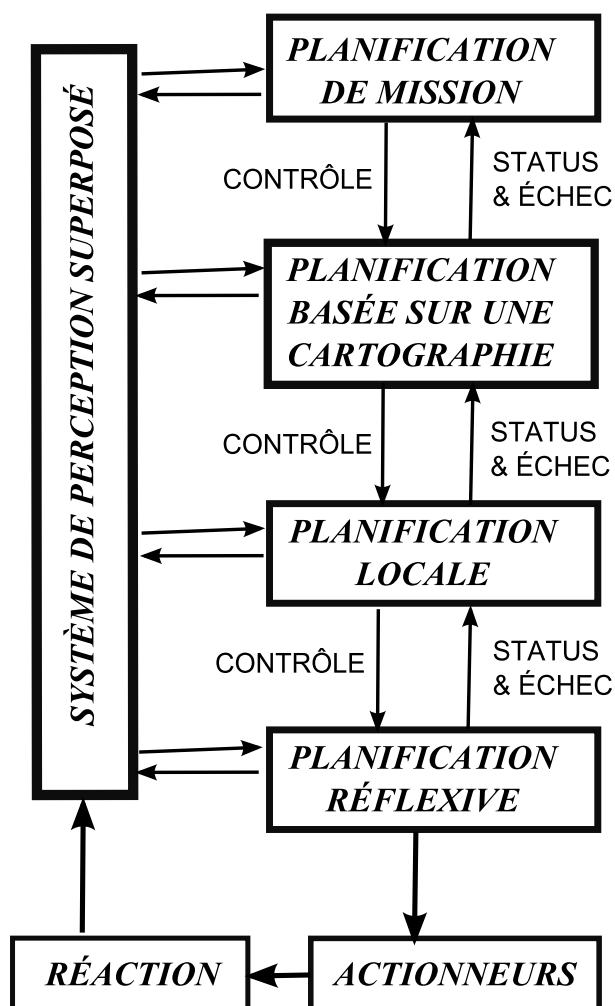 SYSTÈME DE PERCEPTION SUPERPOSÉ
PLANIFICATION
DE MISSION
CONTRÔLE
STATUS
& ÉCHEC
PLANIFICATION
BASÉE SUR UNE
CARTOGRAPHIE
CONTRÔLE
STATUS
& ÉCHEC
PLANIFICATION
LOCALE
CONTRÔLE
STATUS
& ÉCHEC
PLANIFICATION
RÉFLEXIVE
RÉACTION
ACTIONNEURS